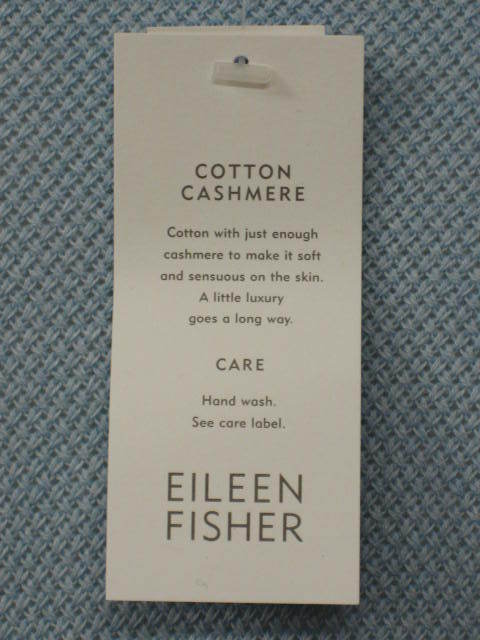 COTTON
CASHMERE
Cotton with just enough
cashmere to make it soft
and sensuous on the skin.
A little luxury
goes a long way.
CARE
Hand wash.
See care label.
EILEEN
FISHER